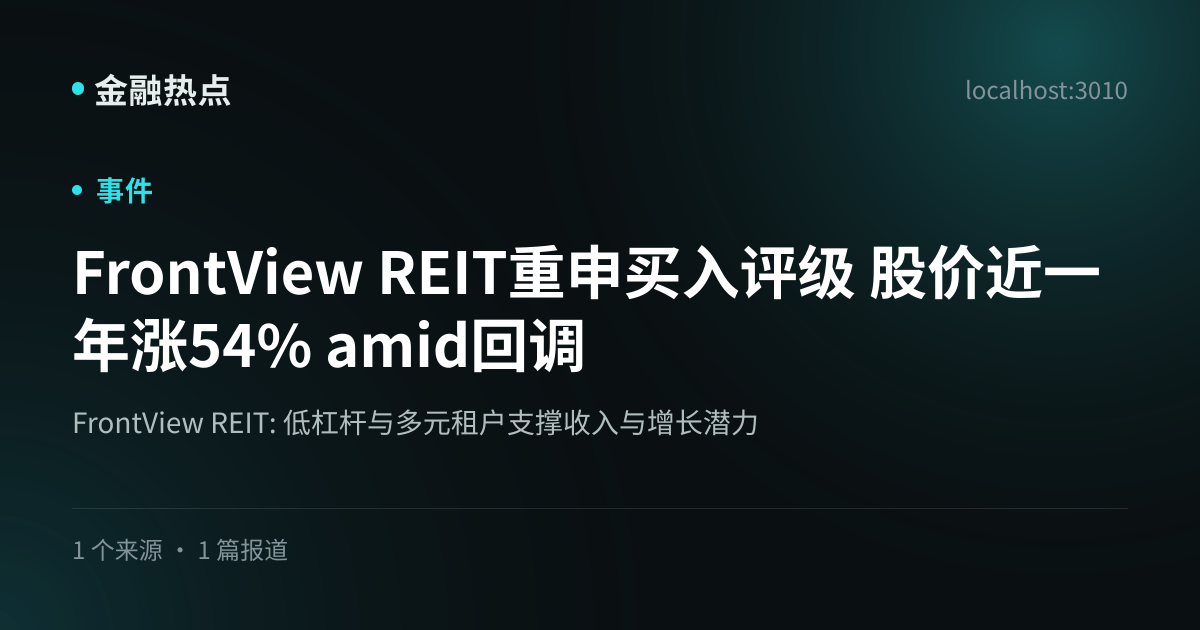 金融热点
localhost:3010
事件
FrontView REIT重申买入评级 股价近一
年涨54% amid回调
FrontView REIT: 低杠杆与多元租户支撑收入与增长潜力
1 个来源 · 1 篇报道